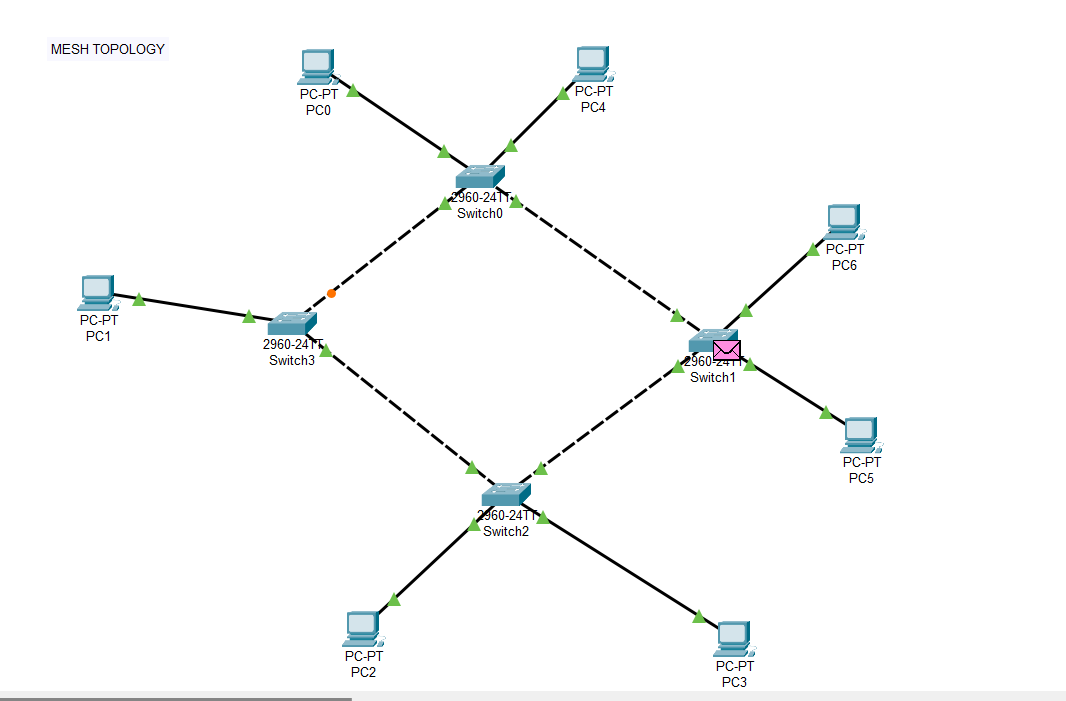 MESH TOPOLOGY
PC-PT
PC0
PC-PT
PC4
2960-24TT
Switch0
PC-PT
PC6
PC-PT
PC1
2960-24TT
Switch3
2960-24TT
Switch1
PC-PT
PC5
2960-24TT
Switch2
PC-PT
PC2
PC-PT
PC3